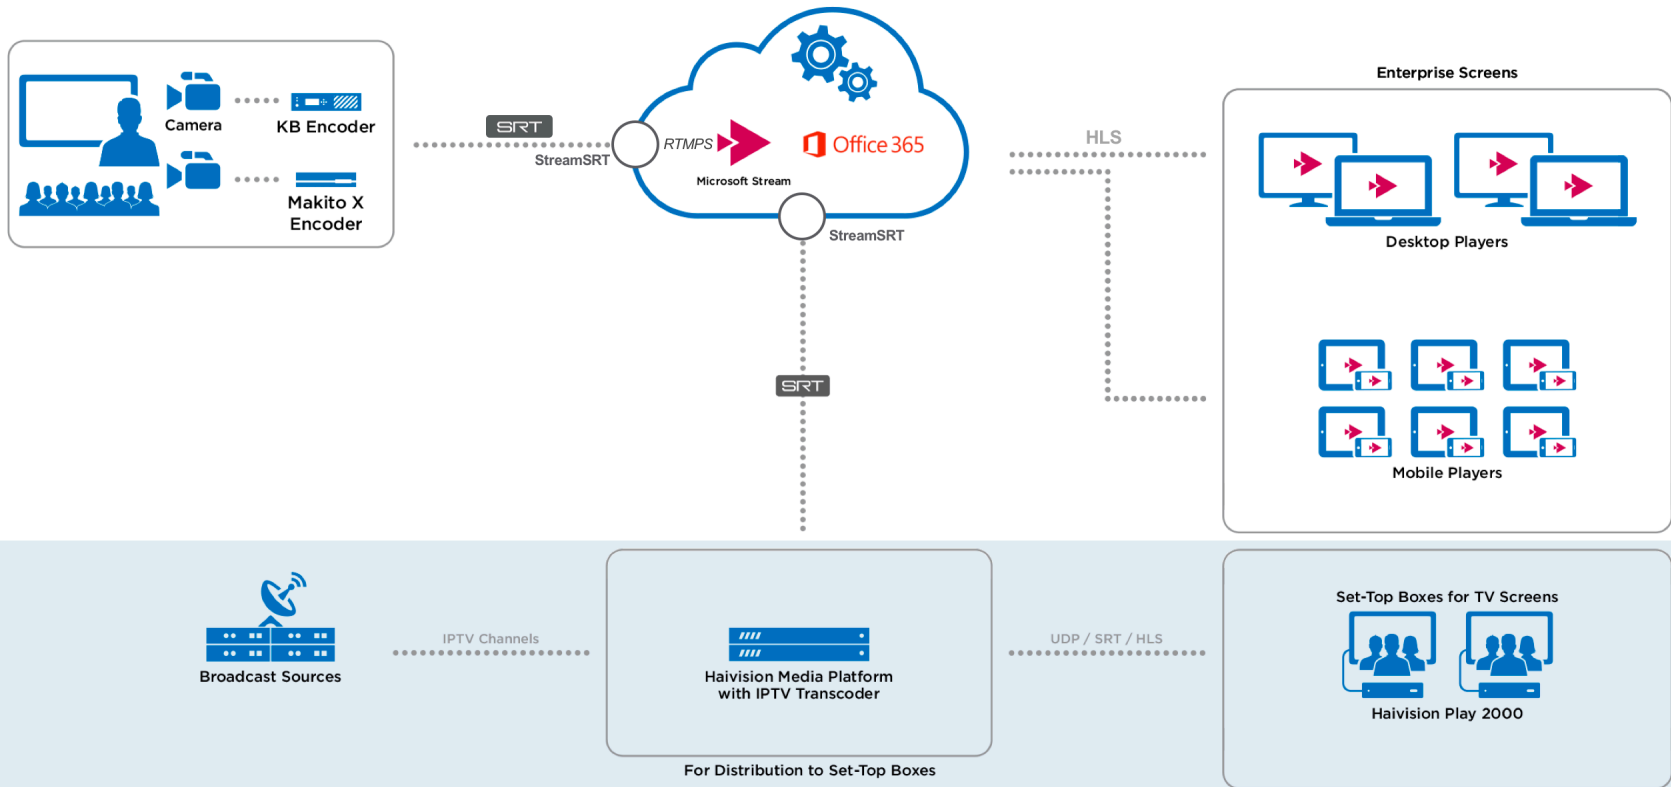 Camera
KB Encoder
Makito X
Encoder
SRT
StreamSRT
RTMPS
Microsoft Stream
Office 365
StreamSRT
HLS
Enterprise Screens
Desktop Players
Mobile Players
SRT
Broadcast Sources
IPTV Channels
Haivision Media Platform
with IPTV Transcoder
For Distribution to Set-Top Boxes
UDP / SRT / HLS
Set-Top Boxes for TV Screens
Haivision Play 2000